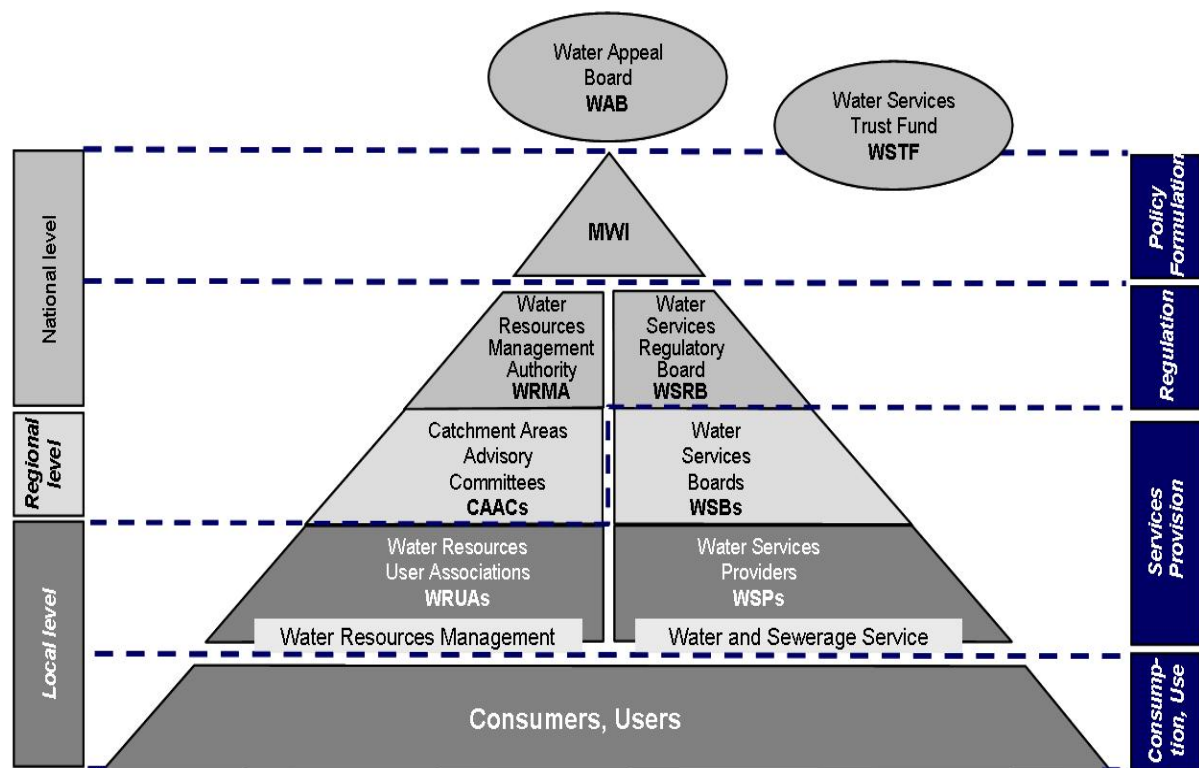 Water Appeal
Board
WAB
Water Services
Trust Fund
WSTF
National level
MWI
Policy
Formulation
Water
Resources
Management
Authority
WRMA
Water
Services
Regulatory
Board
WSRB
Regulation
Regional
level
Catchment Areas
Advisory
Committees
CAACs
Water
Services
Boards
WSBs
Services
Provision
Local level
Water Resources
User Associations
WRUAs
Water Services
Providers
WSPs
Water Resources Management
Water and Sewerage Service
Consumers, Users
Consump-
tion, Use